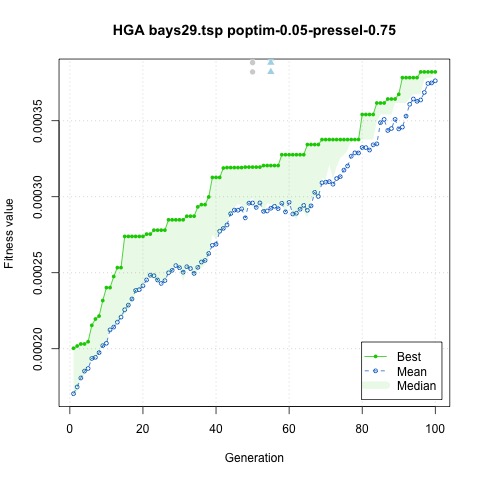 HGA bays29.tsp poptim-0.05-pressel-0.75
Fitness value
0.00035
0.00030
0.00025
0.00020
Best
Mean
Median
0 20 40 60 80 100
Generation